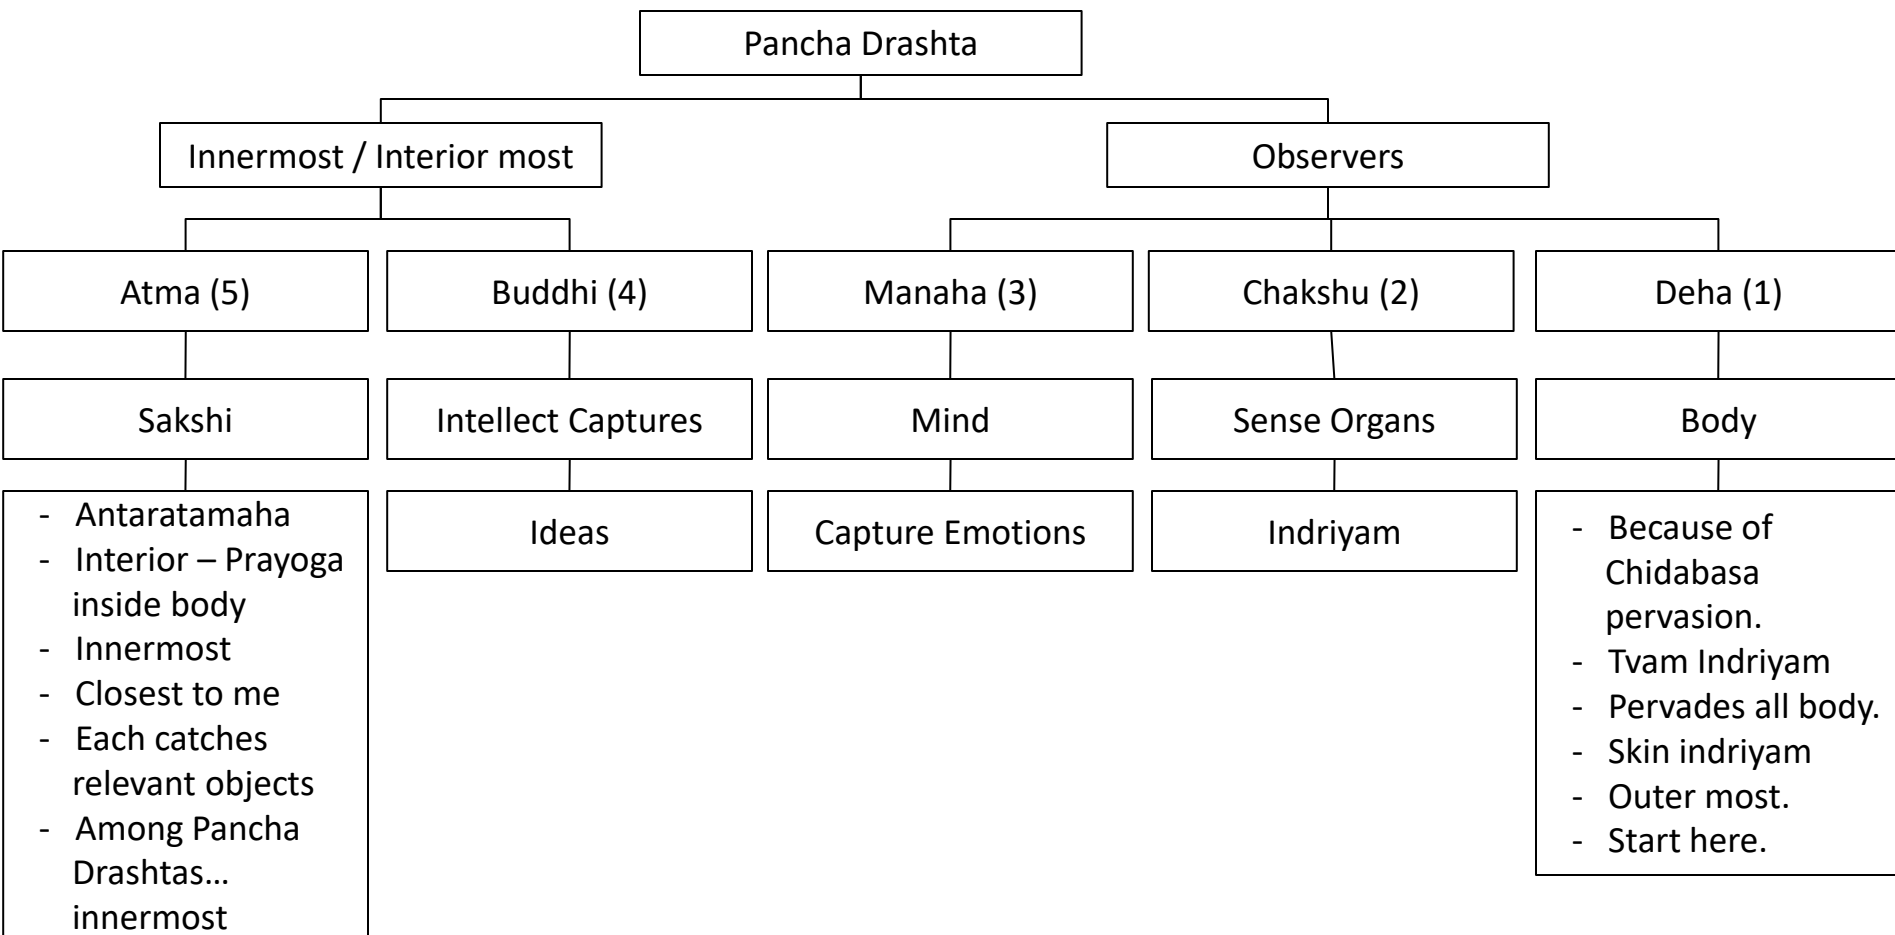 Pancha Drashta
Innermost / Interior most
Observers
Atma (5)
Buddhi (4)
Manaha (3)
Chakshu (2)
Deha (1)
Sakshi
Intellect Captures
Mind
Sense Organs
Body
- Antaratamaha
- Interior – Prayoga
inside body
- Innermost
- Closest to me
- Each catches
relevant objects
- Among Pancha
Drashtas…
innermost
Ideas
Capture Emotions
Indriyam
- Because of
Chidabasa
pervasion.
- Tvam Indriyam
- Pervades all body.
- Skin indriyam
- Outer most.
- Start here.